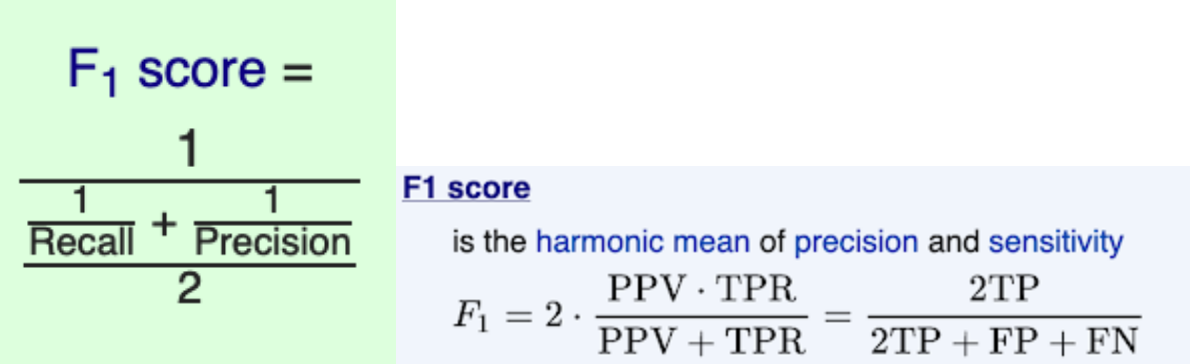 F₁ score =
1
1/Recall + 1/Precision
2
F1 score
is the harmonic mean of precision and sensitivity
F₁ = 2 · PPV · TPR / PPV + TPR = 2TP / 2TP + FP + FN